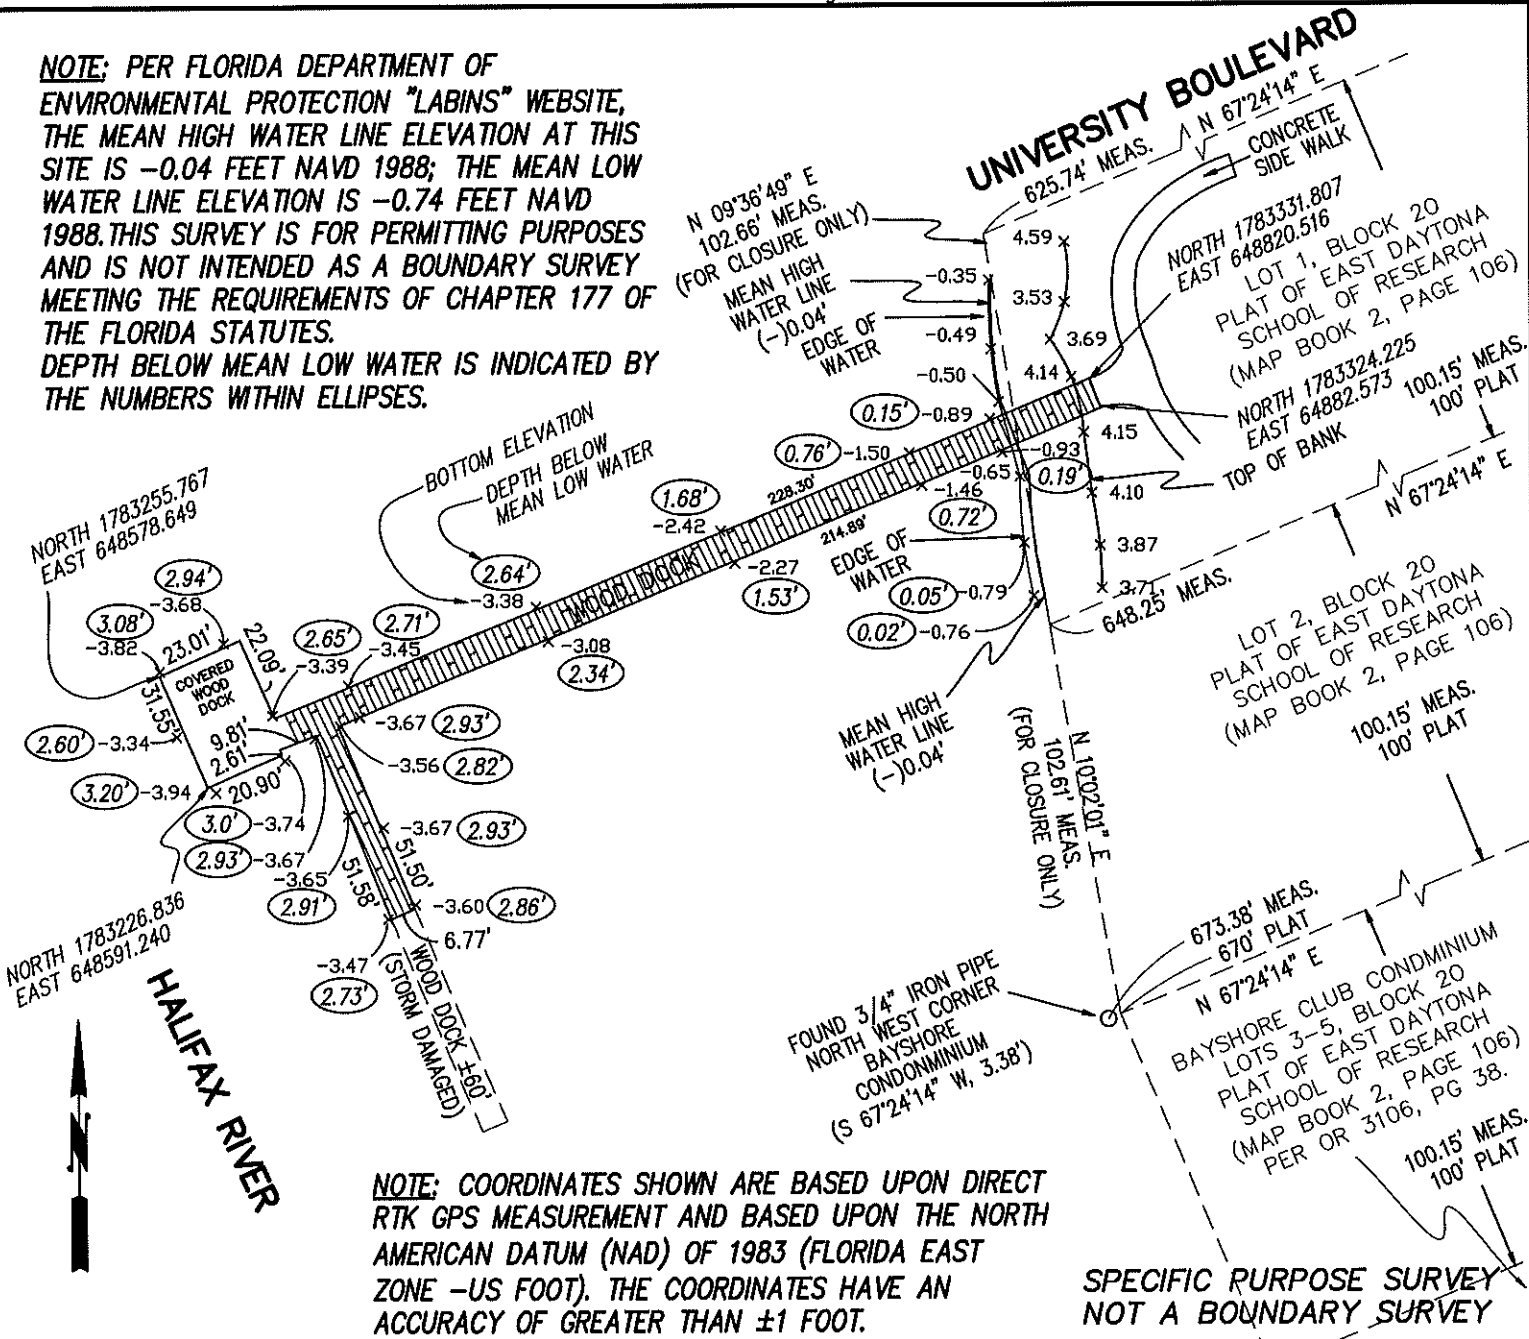 NOTE: PER FLORIDA DEPARTMENT OF
ENVIRONMENTAL PROTECTION "LABINS" WEBSITE,
THE MEAN HIGH WATER LINE ELEVATION AT THIS
SITE IS -0.04 FEET NAVD 1988; THE MEAN LOW
WATER LINE ELEVATION IS -0.74 FEET NAVD
1988.THIS SURVEY IS FOR PERMITTING PURPOSES
AND IS NOT INTENDED AS A BOUNDARY SURVEY
MEETING THE REQUIREMENTS OF CHAPTER 177 OF
THE FLORIDA STATUTES.
DEPTH BELOW MEAN LOW WATER IS INDICATED BY
THE NUMBERS WITHIN ELLIPSES.
UNIVERSITY BOULEVARD
625.74' MEAS.
N 67°24'14" E
CONCRETE
SIDE WALK
N 09°36'49" E
102.66' MEAS.
(FOR CLOSURE ONLY)
MEAN HIGH
WATER LINE
(-)0.04'
EDGE OF
WATER
4.59
-0.35
3.53
-0.49
3.69
-0.50
4.14
NORTH 1783331.807
EAST 648820.516
LOT 1, BLOCK 20
PLAT OF EAST DAYTONA
SCHOOL OF RESEARCH
(MAP BOOK 2, PAGE 106)
NORTH 1783324.225
EAST 64882.573
100.15' MEAS.
100' PLAT
TOP OF BANK
N 67°24'14" E
0.15'
-0.89
0.76'
-1.50
-0.93
4.15
-0.65
0.19'
4.10
-1.46
0.72'
1.68'
-2.42
228.30'
214.89'
WOOD DOCK
-2.27
1.53'
EDGE OF
WATER
3.87
0.05'
-0.79
3.71
0.02'
-0.76
648.25' MEAS.
BOTTOM ELEVATION
DEPTH BELOW
MEAN LOW WATER
2.64'
-3.38
-3.08
2.34'
NORTH 1783255.767
EAST 648578.649
2.94'
-3.68
3.08'
-3.82
23.01'
22.09'
2.65'
-3.39
2.71'
-3.45
COVERED
WOOD
DOCK
31.55'
2.60'
-3.34
9.81'
2.61'
3.20'
-3.94
20.90'
-3.67
2.93'
-3.56
2.82'
3.0'
-3.74
2.93'
-3.67
-3.65
2.91'
-3.67
2.93'
51.50'
51.58'
-3.60
2.86'
6.77'
-3.47
2.73'
WOOD DOCK ±60'
(STORM DAMAGED)
NORTH 1783226.836
EAST 648591.240
HALIFAX RIVER
N
MEAN HIGH
WATER LINE
(-)0.04'
N 10°02'01" E
102.61' MEAS.
(FOR CLOSURE ONLY)
LOT 2, BLOCK 20
PLAT OF EAST DAYTONA
SCHOOL OF RESEARCH
(MAP BOOK 2, PAGE 106)
100.15' MEAS.
100' PLAT
673.38' MEAS.
670' PLAT
N 67°24'14" E
FOUND 3/4" IRON PIPE
NORTH WEST CORNER
BAYSHORE
CONDONMINIUM
(S 67°24'14" W, 3.38')
BAYSHORE CLUB CONDMINIUM
LOTS 3-5, BLOCK 20
PLAT OF EAST DAYTONA
SCHOOL OF RESEARCH
(MAP BOOK 2, PAGE 106)
PER OR 3106, PG 38.
100.15' MEAS.
100' PLAT
NOTE: COORDINATES SHOWN ARE BASED UPON DIRECT
RTK GPS MEASUREMENT AND BASED UPON THE NORTH
AMERICAN DATUM (NAD) OF 1983 (FLORIDA EAST
ZONE -US FOOT). THE COORDINATES HAVE AN
ACCURACY OF GREATER THAN ±1 FOOT.
SPECIFIC PURPOSE SURVEY
NOT A BOUNDARY SURVEY